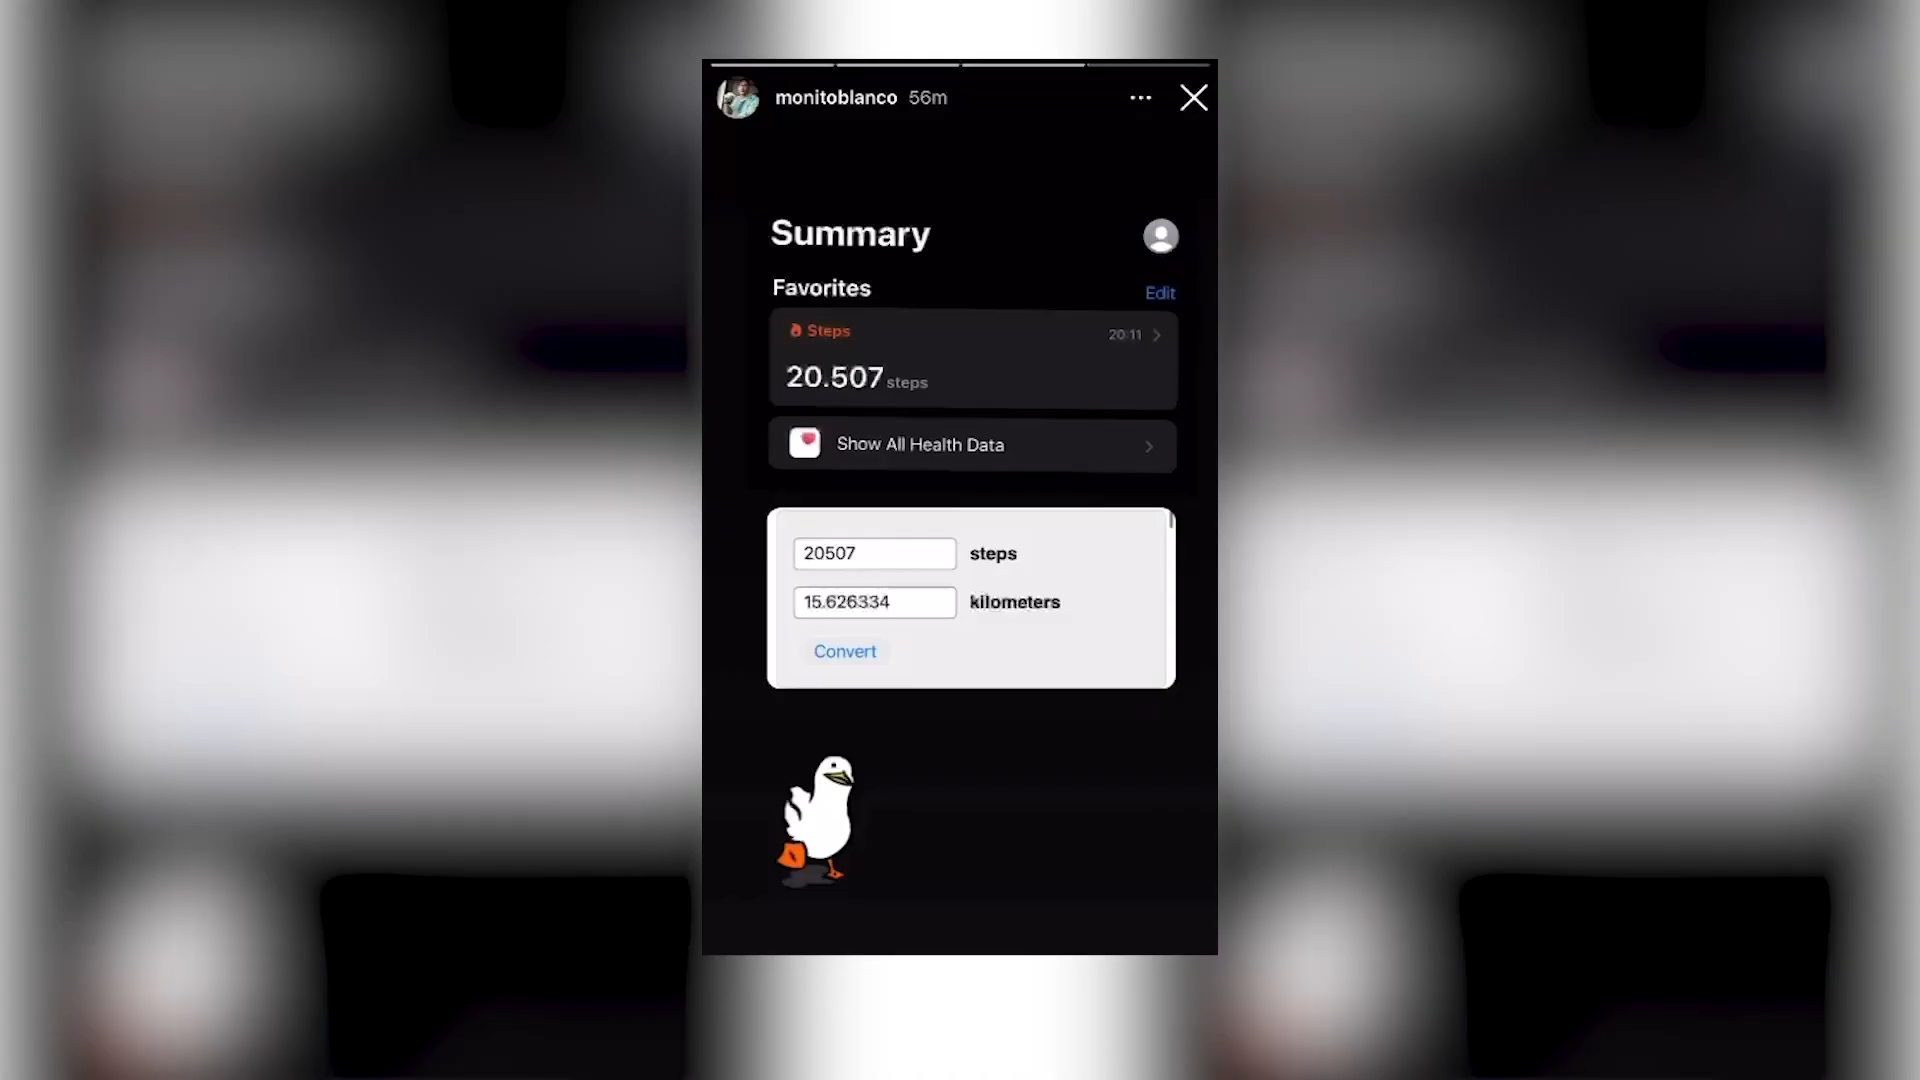 monitoblanco 56m
Summary
Favorites
Edit
Steps
20:11
20.507 steps
Show All Health Data
20507 steps
15.626334 kilometers
Convert